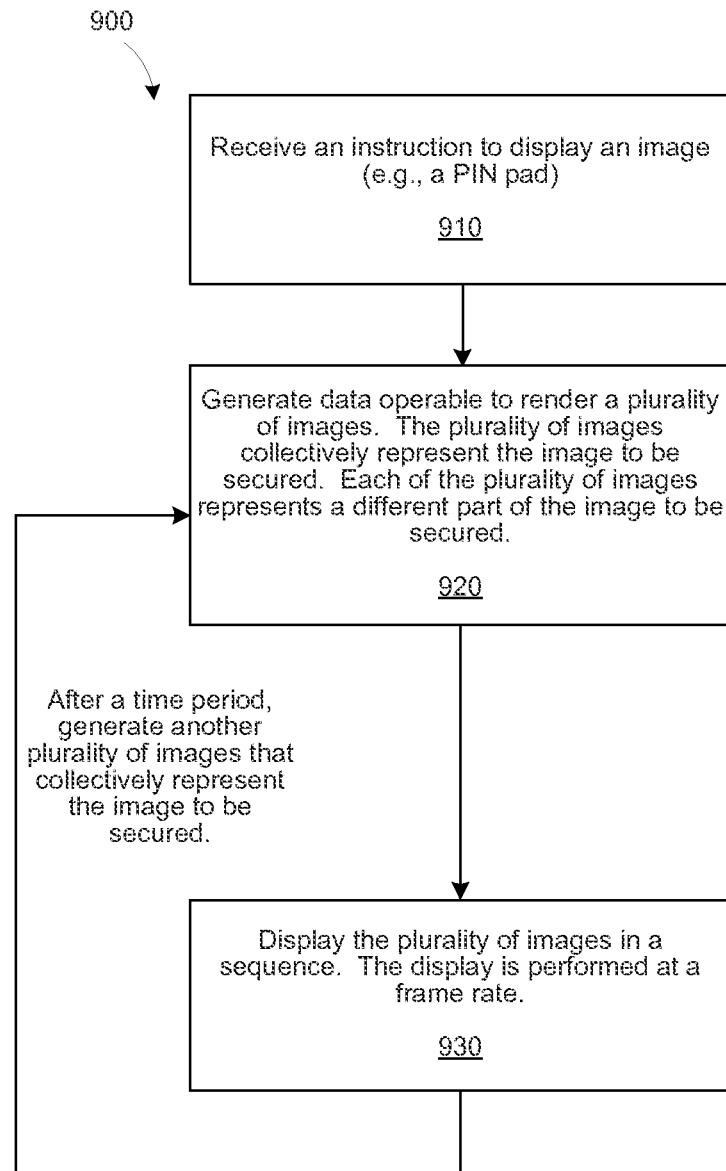 900
Receive an instruction to display an image
(e.g., a PIN pad)
910
Generate data operable to render a plurality
of images. The plurality of images
collectively represent the image to be
secured. Each of the plurality of images
represents a different part of the image to be
secured.
920
After a time period,
generate another
plurality of images that
collectively represent
the image to be
secured.
Display the plurality of images in a
sequence. The display is performed at a
frame rate.
930